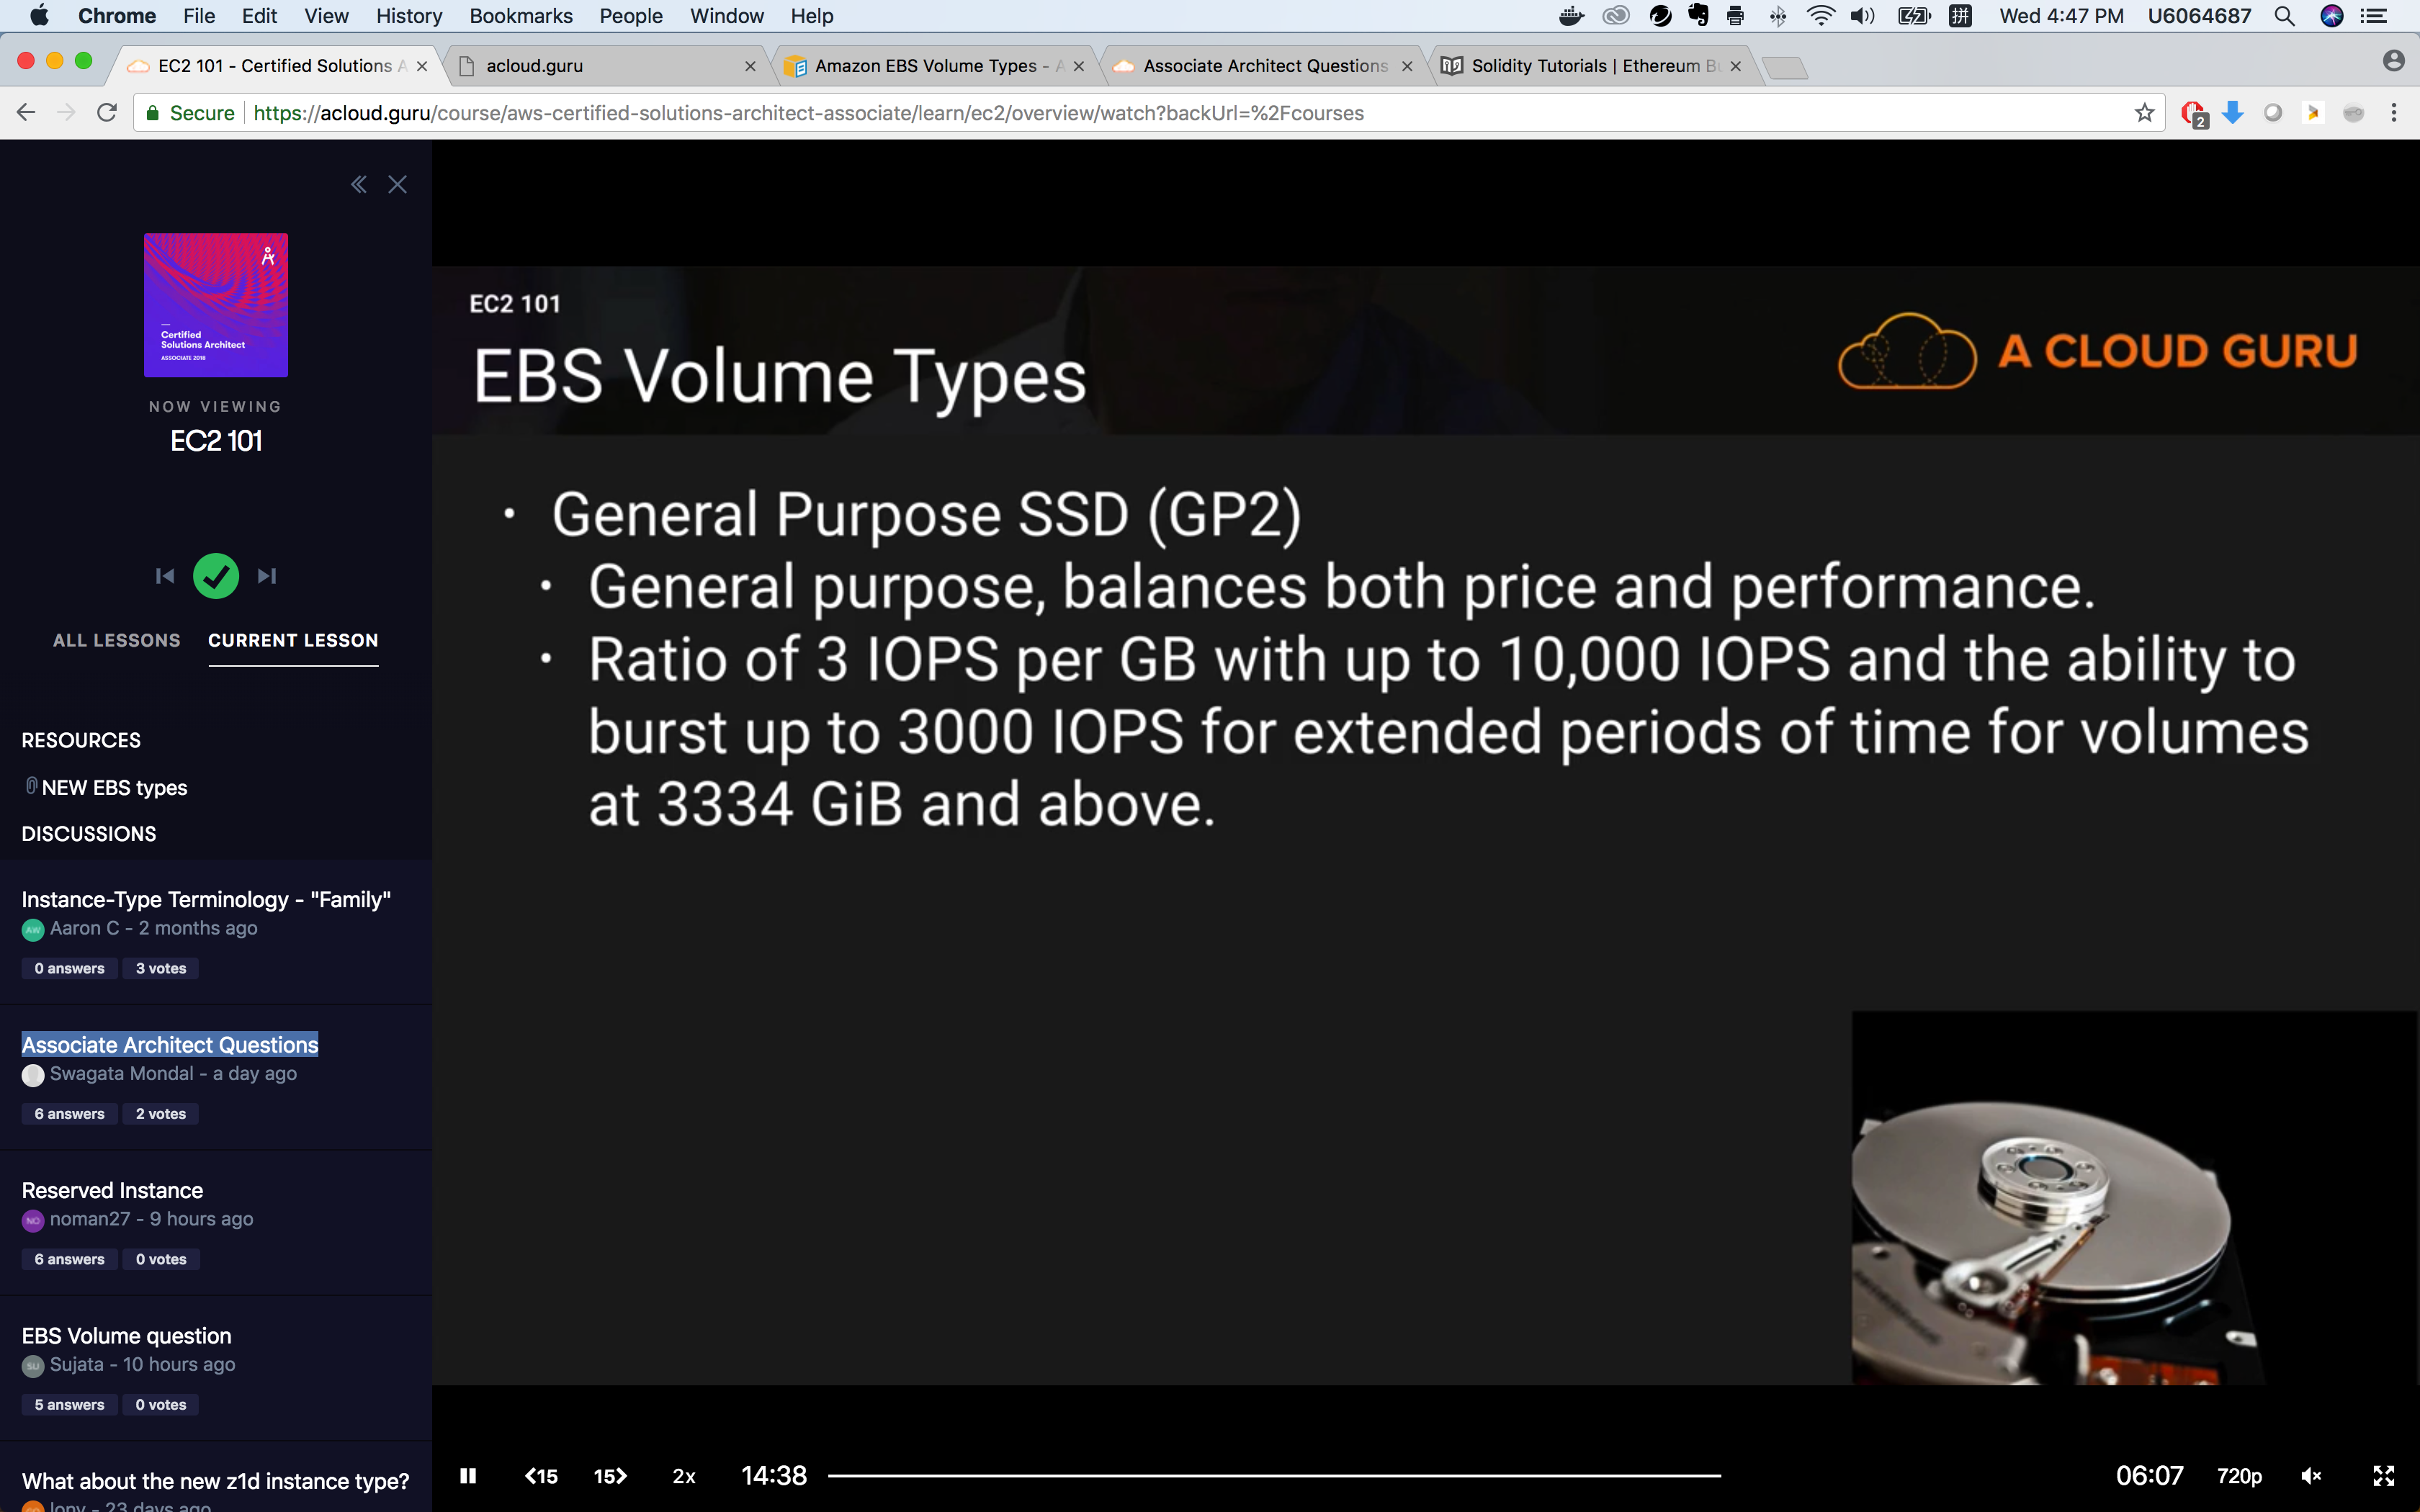 Chrome File Edit View History Bookmarks People Window Help
Wed 4:47 PM U6064687
EC2 101 - Certified Solutions A
acloud.guru
Amazon EBS Volume Types - A
Associate Architect Questions
Solidity Tutorials | Ethereum B
Secure https://acloud.guru/course/aws-certified-solutions-architect-associate/learn/ec2/overview/watch?backUrl=%2Fcourses
2
Certified
Solutions Architect
ASSOCIATE 2018
NOW VIEWING
EC2 101
ALL LESSONS CURRENT LESSON
RESOURCES
NEW EBS types
DISCUSSIONS
Instance-Type Terminology - "Family"
AW Aaron C - 2 months ago
0 answers 3 votes
Associate Architect Questions
Swagata Mondal - a day ago
6 answers 2 votes
Reserved Instance
NO noman27 - 9 hours ago
6 answers 0 votes
EBS Volume question
SU Sujata - 10 hours ago
5 answers 0 votes
What about the new z1d instance type?
23 days ago
EC2 101
EBS Volume Types
A CLOUD GURU
• General Purpose SSD (GP2)
• General purpose, balances both price and performance.
• Ratio of 3 IOPS per GB with up to 10,000 IOPS and the ability to
burst up to 3000 IOPS for extended periods of time for volumes
at 3334 GiB and above.
<15 15> 2x 14:38 06:07 720p